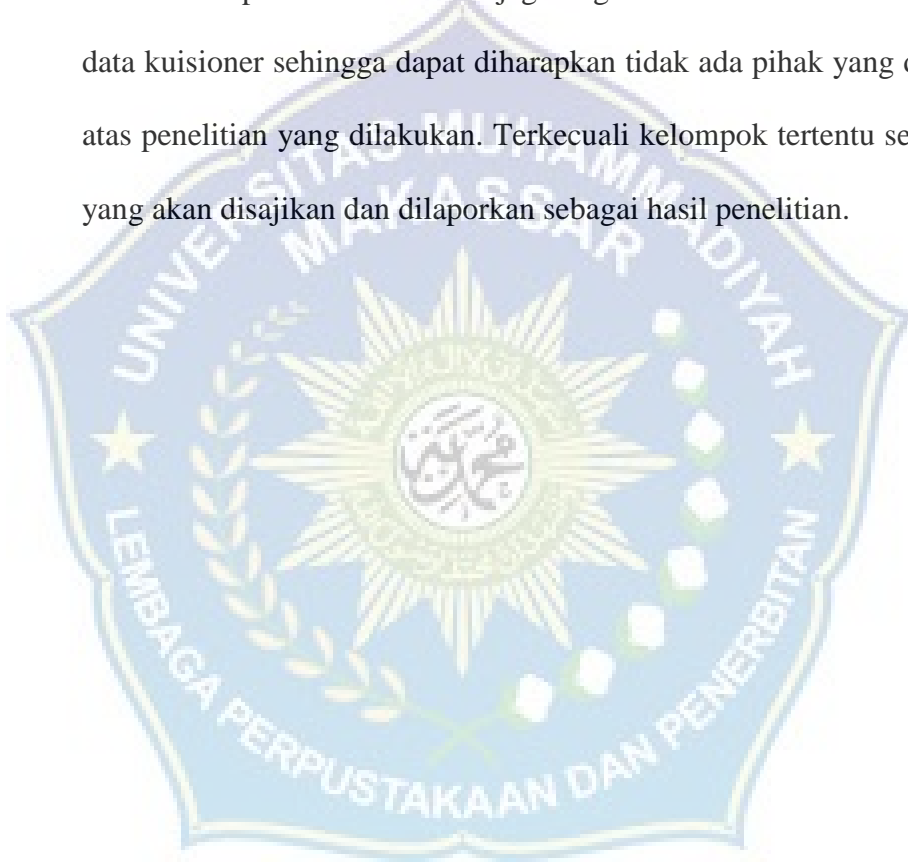 data kuisioner sehingga dapat diharapkan tidak ada pihak yang
atas penelitian yang dilakukan. Terkecuali kelompok tertentu
yang akan disajikan dan dilaporkan sebagai hasil penelitian.
UNIVERSITAS MUHAMMADIYAH
MAKASSAR
LEMBAGA PERPUSTAKAAN DAN PENERBITAN